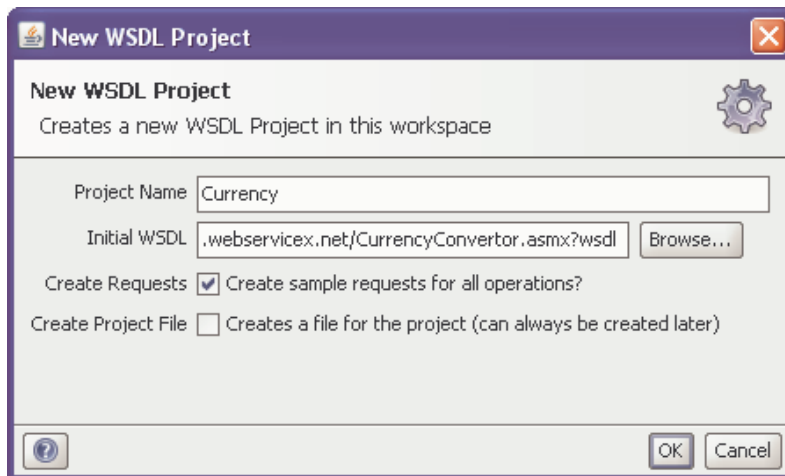 New WSDL Project
New WSDL Project
Creates a new WSDL Project in this workspace
Project Name Currency
Initial WSDL .webservicex.net/CurrencyConvertor.asmx?wsdl Browse...
Create Requests Create sample requests for all operations?
Create Project File Creates a file for the project (can always be created later)
? OK Cancel